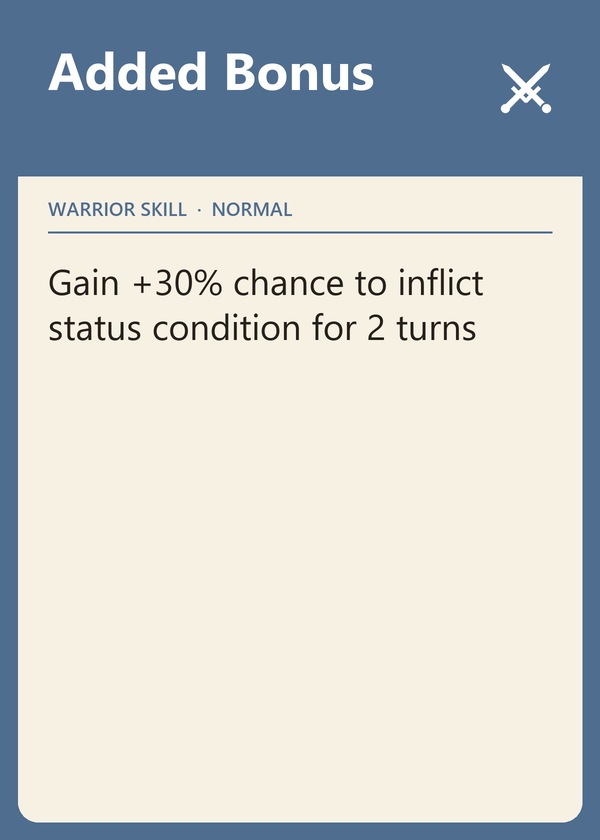 Added Bonus
WARRIOR SKILL · NORMAL
Gain +30% chance to inflict
status condition for 2 turns